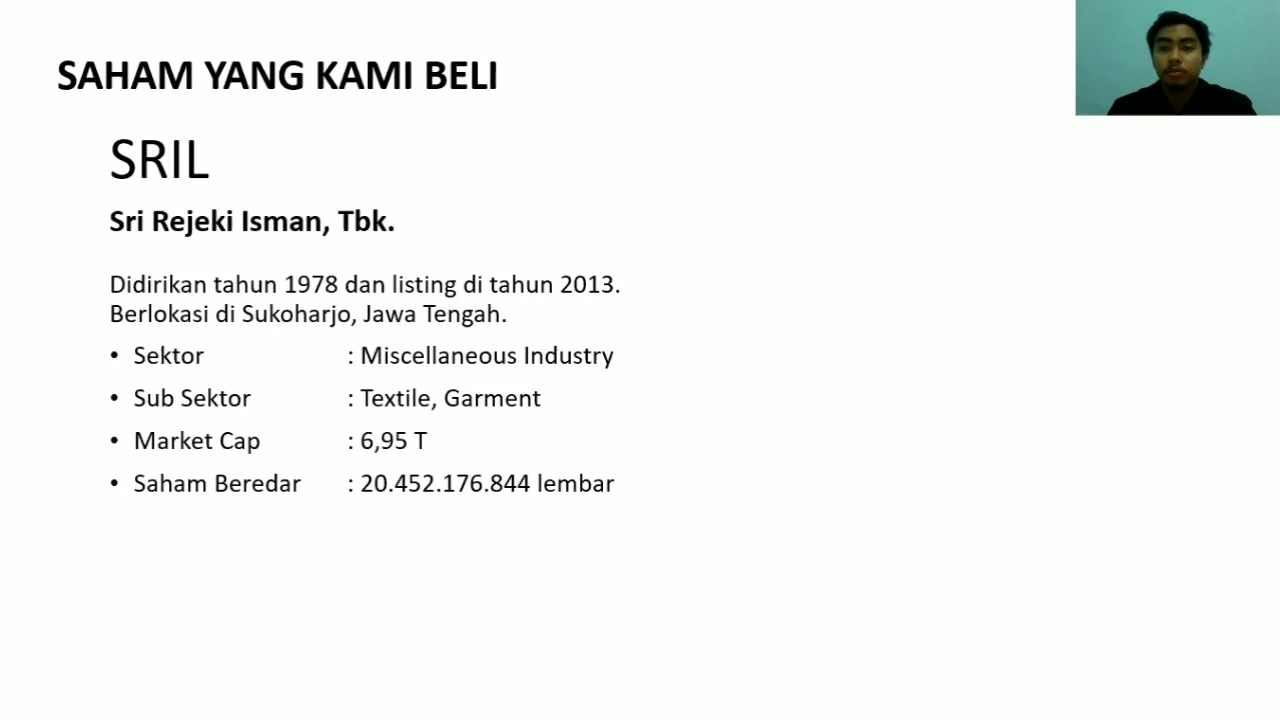 SAHAM YANG KAMI BELI
SRIL
Sri Rejeki Isman, Tbk.
Didirikan tahun 1978 dan listing di tahun 2013.
Berlokasi di Sukoharjo, Jawa Tengah.
• Sektor : Miscellaneous Industry
• Sub Sektor : Textile, Garment
• Market Cap : 6,95 T
• Saham Beredar : 20.452.176.844 lembar